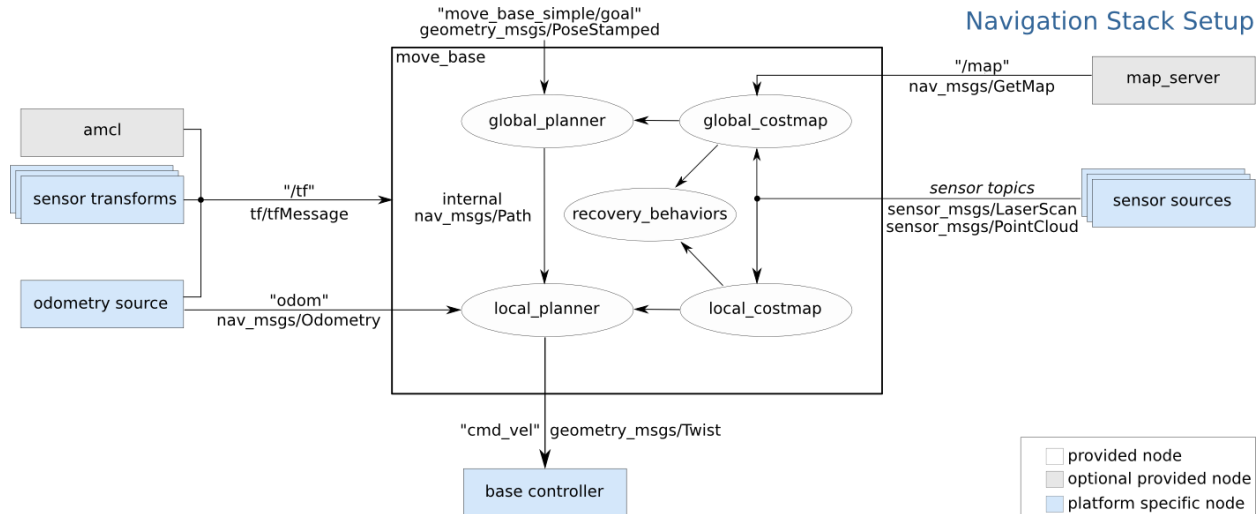 Navigation Stack Setup
"move_base_simple/goal"
geometry_msgs/PoseStamped
move_base
"/map"
nav_msgs/GetMap
map_server
amcl
global_planner
global_costmap
sensor transforms
"/tf"
tf/tfMessage
internal
nav_msgs/Path
recovery_behaviors
sensor topics
sensor_msgs/LaserScan
sensor_msgs/PointCloud
sensor sources
odometry source
"odom"
nav_msgs/Odometry
local_planner
local_costmap
"cmd_vel"
geometry_msgs/Twist
base controller
provided node
optional provided node
platform specific node